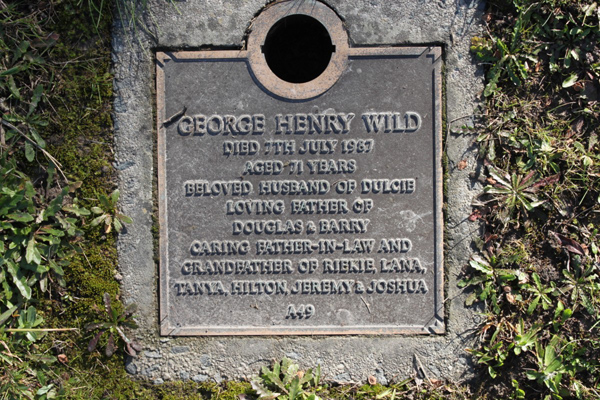 GEORGE HENRY WILD
DIED 7TH JULY 1987
AGED 71 YEARS
BELOVED HUSBAND OF DULCIE
LOVING FATHER OF
DOUGLAS & BARRY
CARING FATHER-IN-LAW AND
GRANDFATHER OF RIEKIE, LANA,
TANYA, HILTON, JEREMY & JOSHUA
A49